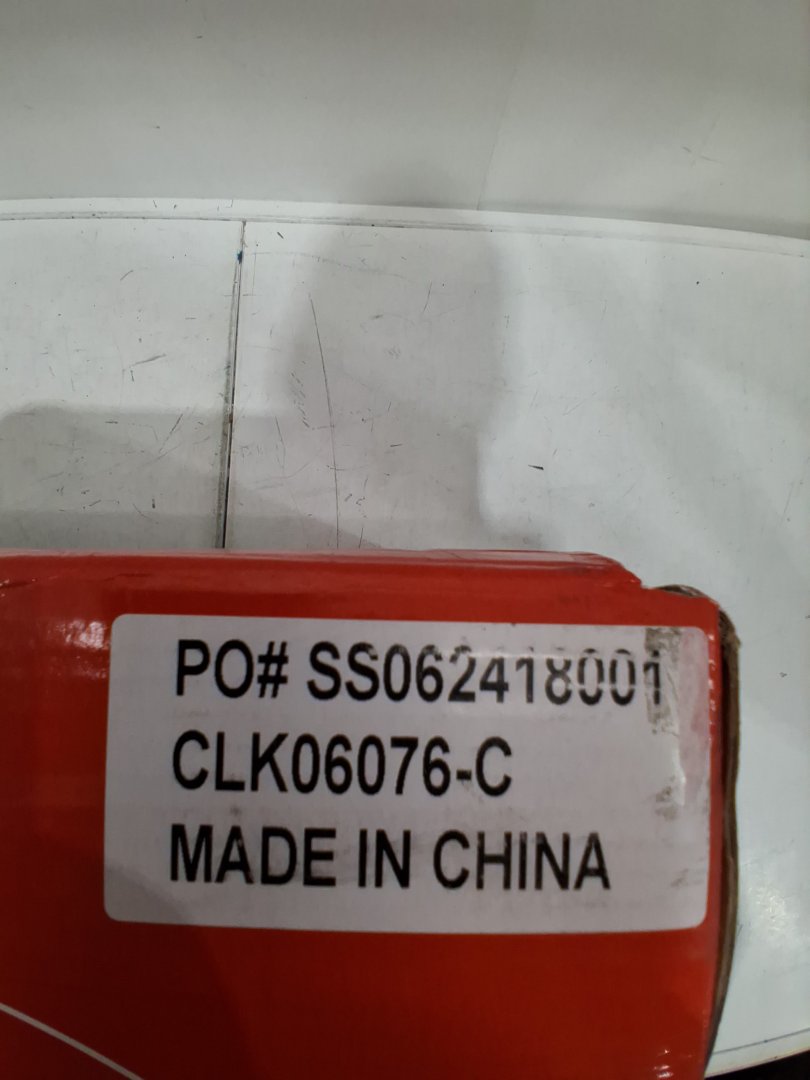 PO# SS062418001
CLK06076-C
MADE IN CHINA